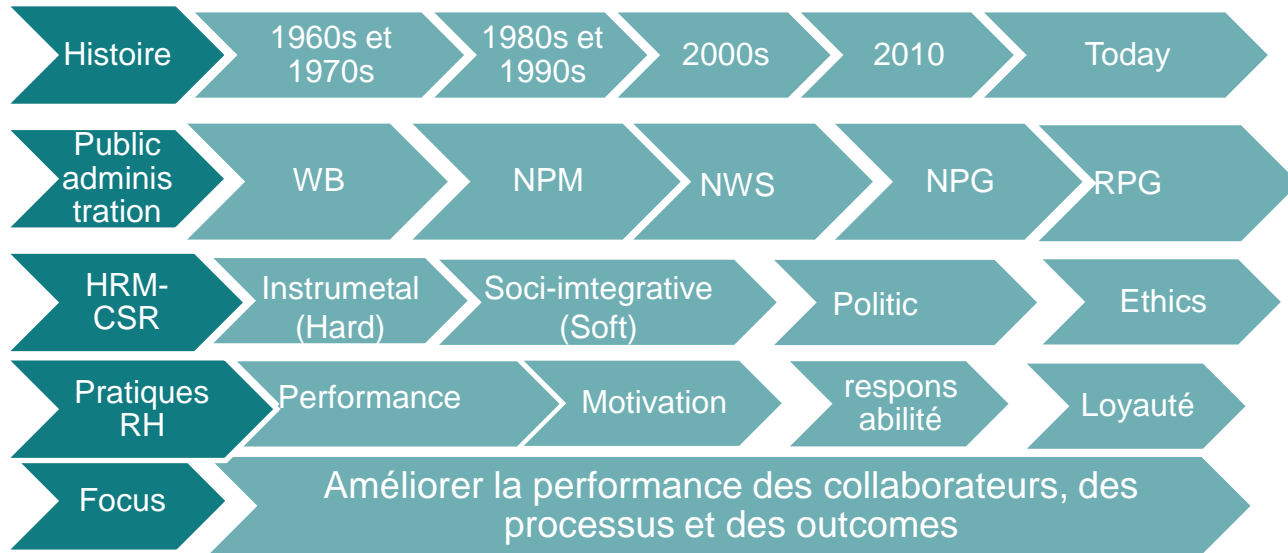 Histoire
1960s et
1970s
1980s et
1990s
2000s
2010
Today
Public
adminis
tration
WB
NPM
NWS
NPG
RPG
HRM-
CSR
Instrumetal
(Hard)
Soci-imtegrative
(Soft)
Politic
Ethics
Pratiques
RH
Performance
Motivation
respons
abilité
Loyauté
Focus
Améliorer la performance des collaborateurs, des
processus et des outcomes